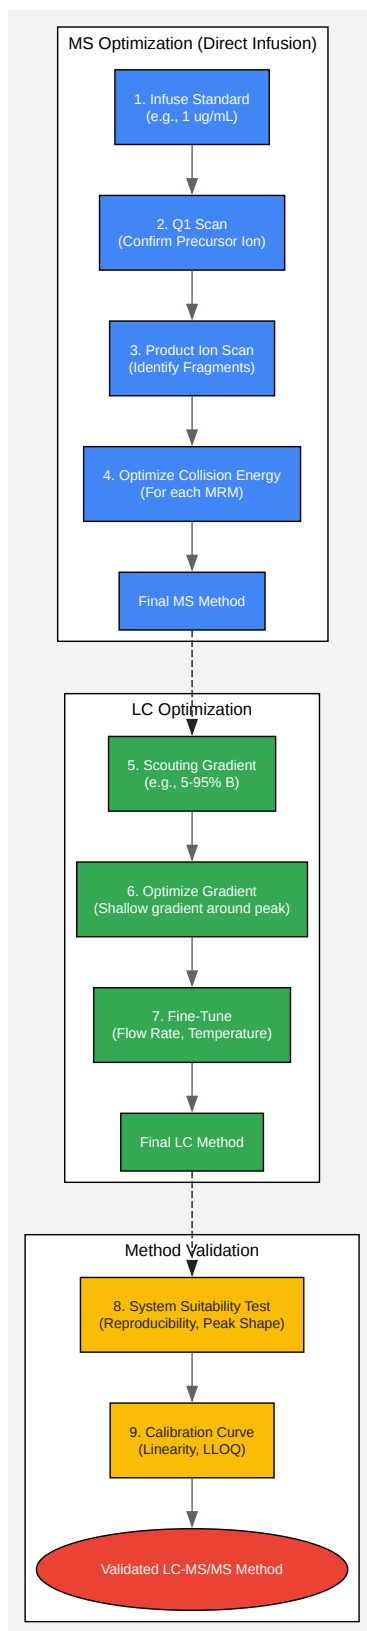 MS Optimization (Direct Infusion)
1. Infuse Standard
(e.g., 1 ug/mL)
2. Q1 Scan
(Confirm Precursor Ion)
3. Product Ion Scan
(Identify Fragments)
4. Optimize Collision Energy
(For each MRM)
Final MS Method
LC Optimization
5. Scouting Gradient
(e.g., 5-95% B)
6. Optimize Gradient
(Shallow gradient around peak)
7. Fine-Tune
(Flow Rate, Temperature)
Final LC Method
Method Validation
8. System Suitability Test
(Reproducibility, Peak Shape)
9. Calibration Curve
(Linearity, LLOQ)
Validated LC-MS/MS Method